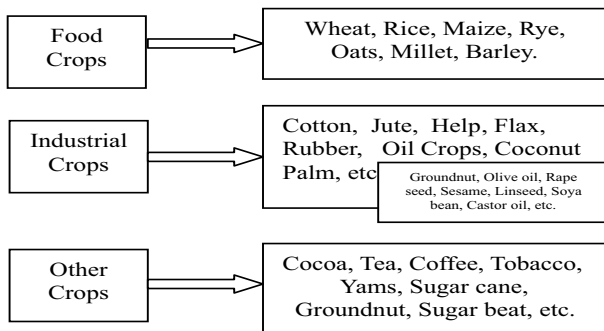 Food
Crops
Wheat, Rice, Maize, Rye,
Oats, Millet, Barley.
Industrial
Crops
Cotton, Jute, Help, Flax,
Rubber, Oil Crops, Coconut
Palm, etc
Groundnut, Olive oil, Rape
seed, Sesame, Linseed, Soya
bean, Castor oil, etc.
Other
Crops
Cocoa, Tea, Coffee, Tobacco,
Yams, Sugar cane,
Groundnut, Sugar beat, etc.